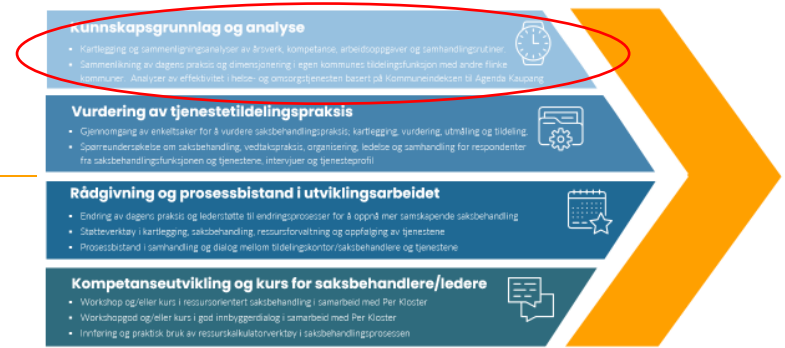 Kunnskapsgrunnlag og analyse
• Kartlegging og sammenligningsanalyser av årsverk, kompetanse, arbeidsoppgaver og samhandlingsrutiner.
• Sammenlikning av dagens praksis og dimensjonering i egen kommunes tildelingsfunksjon med andre flinke
kommuner. Analyser av effektivitet i helse- og omsorgstjenesten basert på Kommuneindeksen til Agenda Kaupang
Vurdering av tjenestetildelingspraksis
• Gjennomgang av enkeltsaker for å vurdere saksbehandlingspraksis; kartlegging, vurdering, utmåling og tildeling.
• Spørreundersøkelse om saksbehandling, vedtakspraksis, organisering, ledelse og samhandling for respondenter
fra saksbehandlingsfunksjonen og tjenestene, intervjuer og tjenesteprofil
Rådgivning og prosessbistand i utviklingsarbeidet
• Endring av dagens praksis og lederstøtte til endringsprosesser for å oppnå mer samskapende saksbehandling
• Støtteverktøy i kartlegging, saksbehandling, ressursforvaltning og oppfølging av tjenestene
• Prosessbistand i samhandling og dialog mellom tildelingskontor/saksbehandlere og tjenestene
Kompetanseutvikling og kurs for saksbehandlere/ledere
• Workshop og/eller kurs i ressursorientert saksbehandling i samarbeid med Per Kloster
• Workshopgod og/eller kurs i god innbyggerdialog i samarbeid med Per Kloster
• Innføring og praktisk bruk av ressurskalkulatorverktøy i saksbehandlingsprosessen